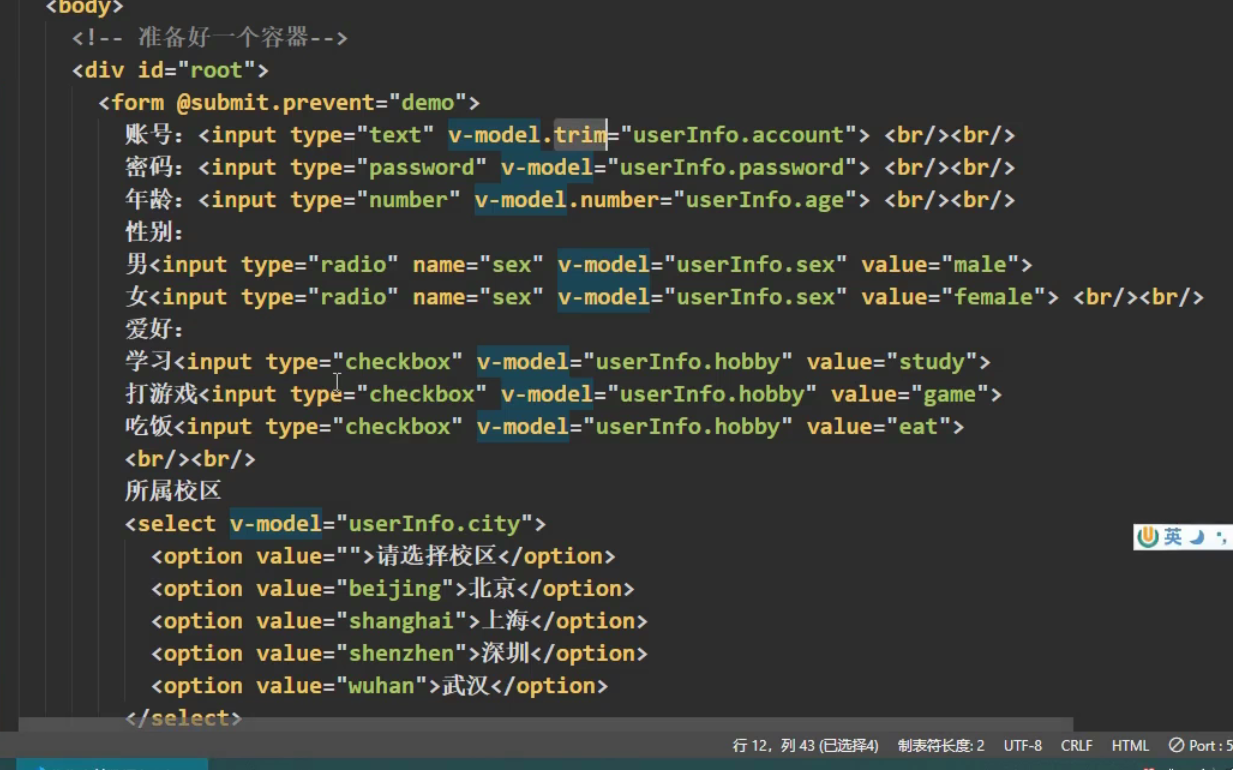 <body>
<!-- 准备好一个容器-->
<div id="root">
<form @submit.prevent="demo">
账号：<input type="text" v-model.trim="userInfo.account"> <br/><br/>
密码：<input type="password" v-model="userInfo.password"> <br/><br/>
年龄：<input type="number" v-model.number="userInfo.age"> <br/><br/>
性别：
男<input type="radio" name="sex" v-model="userInfo.sex" value="male">
女<input type="radio" name="sex" v-model="userInfo.sex" value="female"> <br/><br/>
爱好：
学习<input type="checkbox" v-model="userInfo.hobby" value="study">
打游戏<input type="checkbox" v-model="userInfo.hobby" value="game">
吃饭<input type="checkbox" v-model="userInfo.hobby" value="eat">
<br/><br/>
所属校区
<select v-model="userInfo.city">
<option value="">请选择校区</option>
<option value="beijing">北京</option>
<option value="shanghai">上海</option>
<option value="shenzhen">深圳</option>
<option value="wuhan">武汉</option>
</select>
英
行 12，列 43 (已选择4) 制表符长度: 2 UTF-8 CRLF HTML Port : 5